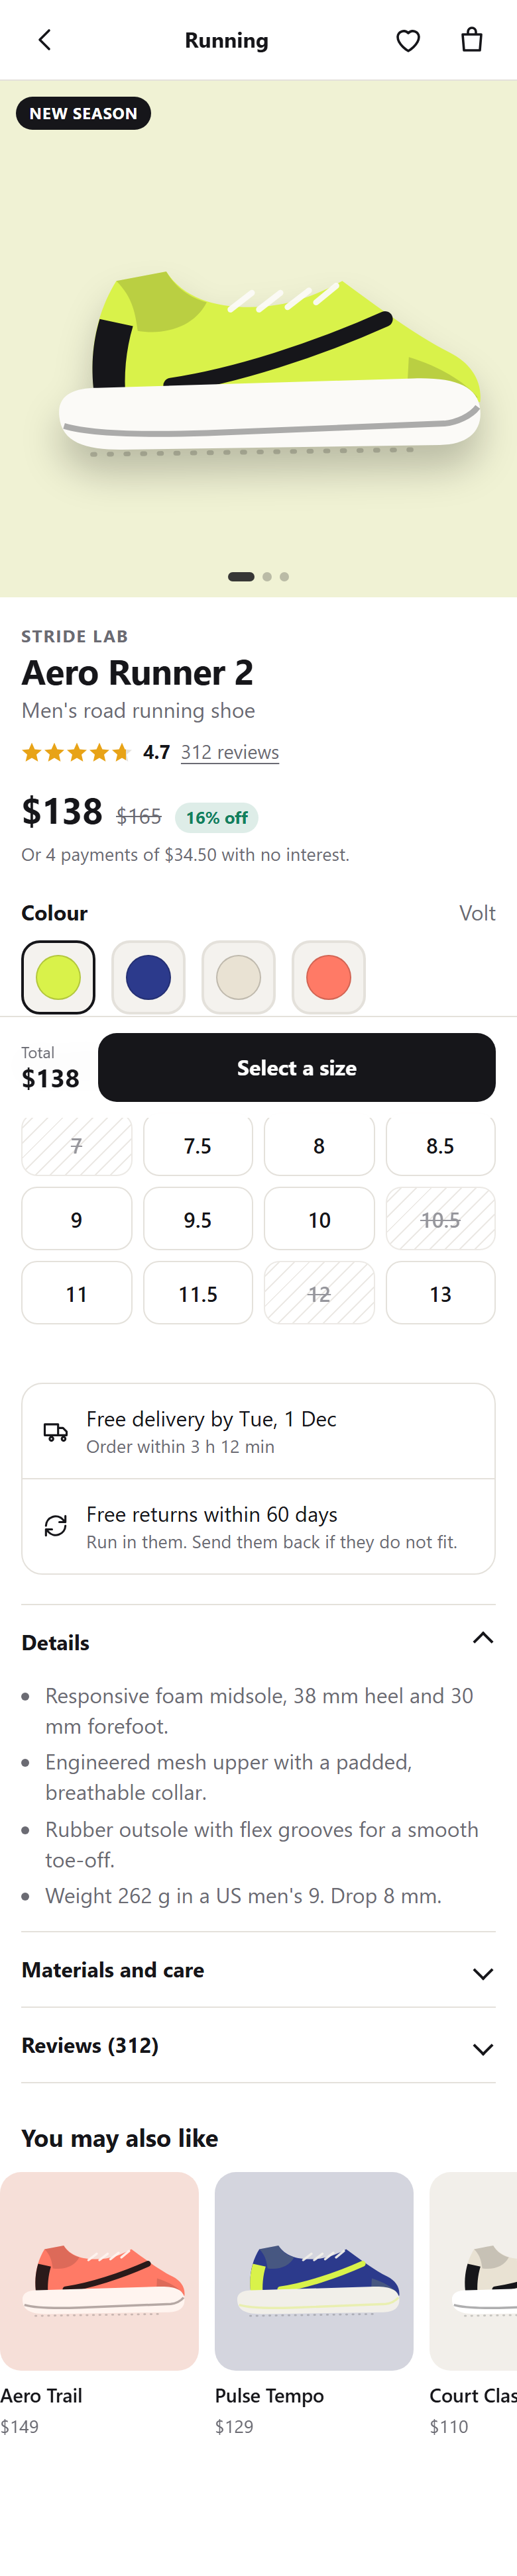 Running
NEW SEASON
STRIDE LAB
Aero Runner 2
Men's road running shoe
4.7 312 reviews
$138 $165 16% off
Or 4 payments of $34.50 with no interest.
Colour Volt
Total
$138
Select a size
7 7.5 8 8.5
9 9.5 10 10.5
11 11.5 12 13
Free delivery by Tue, 1 Dec
Order within 3 h 12 min
Free returns within 60 days
Run in them. Send them back if they do not fit.
Details
Responsive foam midsole, 38 mm heel and 30
mm forefoot.
Engineered mesh upper with a padded,
breathable collar.
Rubber outsole with flex grooves for a smooth
toe-off.
Weight 262 g in a US men's 9. Drop 8 mm.
Materials and care
Reviews (312)
You may also like
Aero Trail Pulse Tempo Court Clas
$149 $129 $110